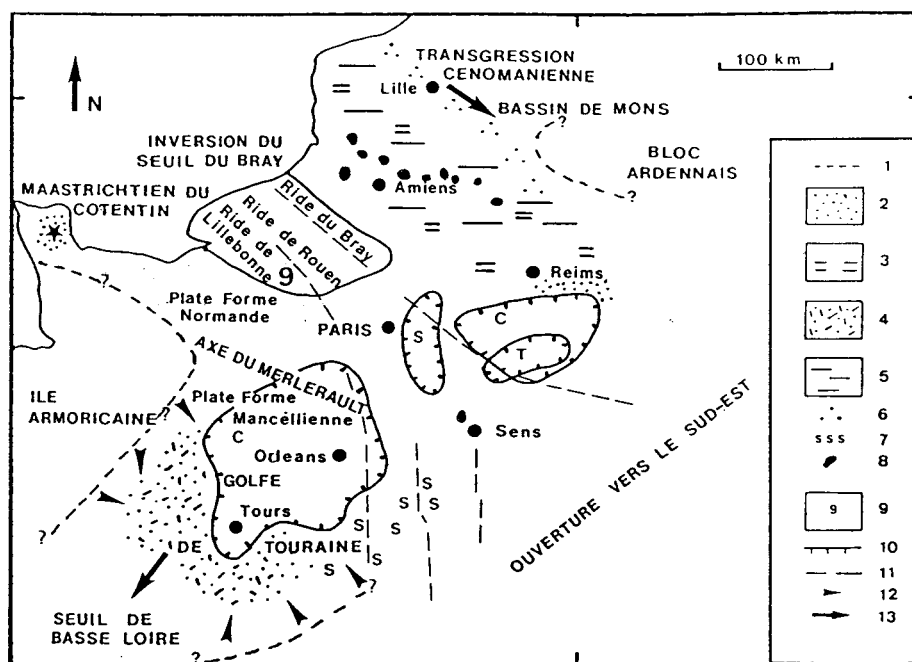 TRANSGRESSION
CENOMANIENNE
100 km
Lille
N
BASSIN DE MONS
?
INVERSION DU
SEUIL DU BRAY
BLOC
ARDENNAIS
?
MAASTRICHTIEN DU
COTENTIN
Amiens
Ride du Bray
Ride de Rouen
Ride de
Lillebonne
9
Reims
?
Plate Forme
Normande
PARIS
S
C
T
AXE DU MERLERAULT
ILE
ARMORICAINE
?
Plate Forme
Mancéllienne
C
Orleans
Sens
GOLFE
Tours
S
S
S
S
S
S
S
S
DE TOURAINE
?
?
?
SEUIL DE
BASSE LOIRE
OUVERTURE VERS LE SUD-EST
1
2
3
4
5
6
sss 7
8
9 9
10
11
12
13